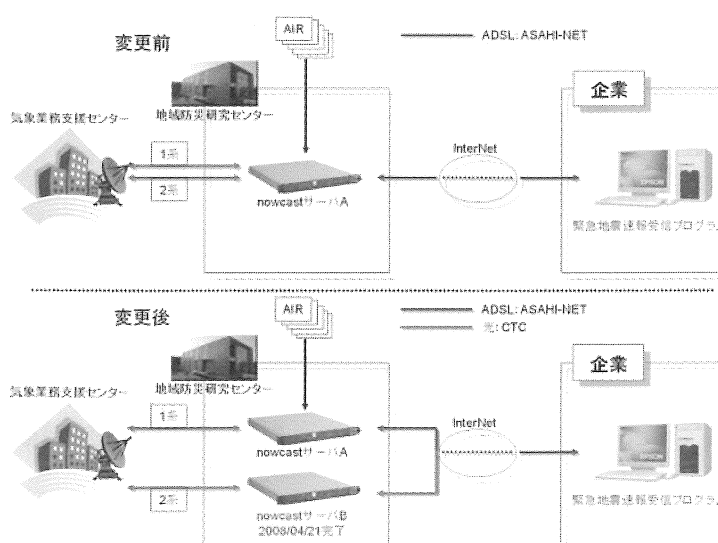 変更前
AIR
ADSL: ASAHI-NET
企業
地域防災研究センター
気象業務支援センター
1系
2系
InterNet
nowcastサーバA
緊急地震速報受信プログラム
変更後
AIR
ADSL: ASAHI-NET
光: CTC
企業
地域防災研究センター
気象業務支援センター
1系
InterNet
nowcastサーバA
2系
nowcastサーバB
2008/04/21完了
緊急地震速報受信プログラム